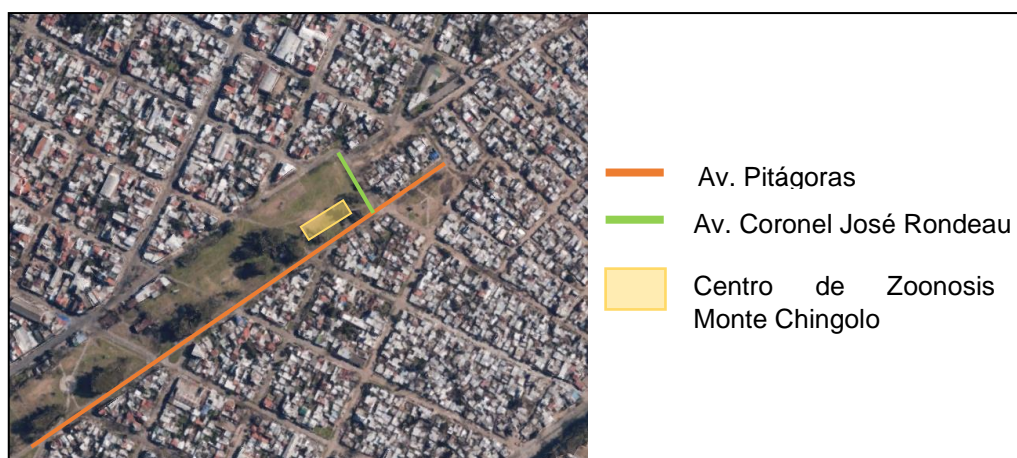 Av. Pitágoras
Av. Coronel José Rondeau
Centro de Zoonosis
Monte Chingolo